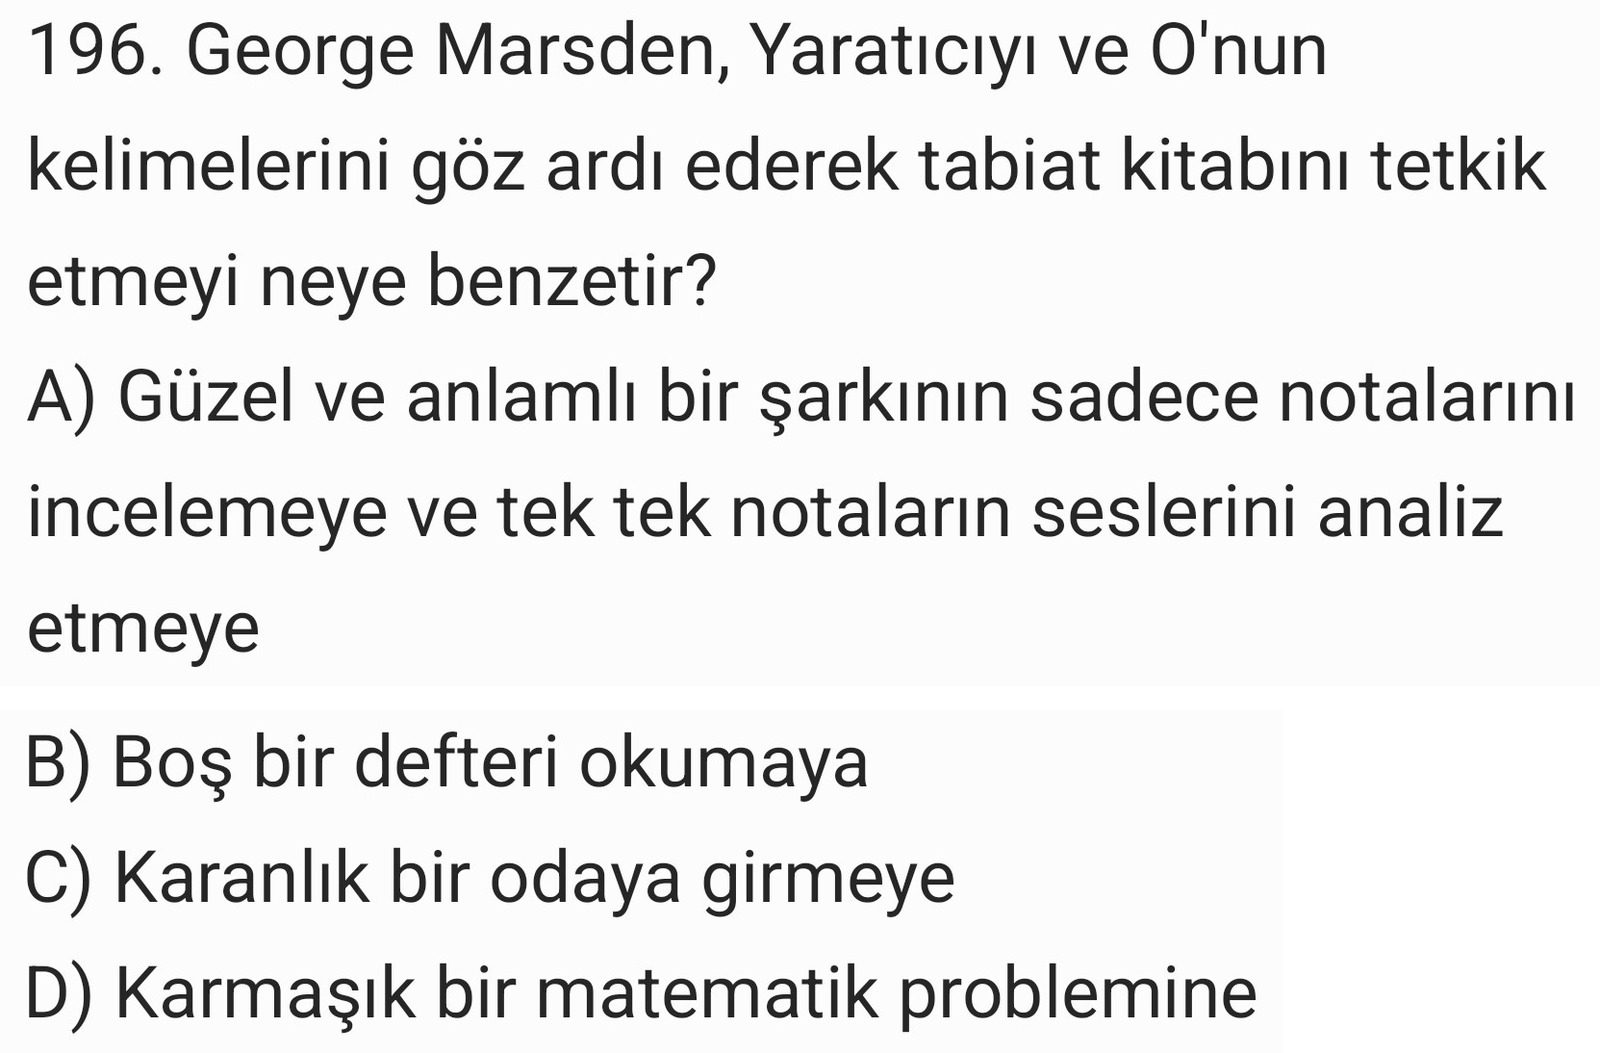 196. George Marsden, Yaratıcıyı ve O'nun
kelimelerini göz ardı ederek tabiat kitabını tetkik
etmeyi neye benzetir?
A) Güzel ve anlamlı bir şarkının sadece notalarını
incelemeye ve tek tek notaların seslerini analiz
etmeye
B) Boş bir defteri okumaya
C) Karanlık bir odaya girmeye
D) Karmaşık bir matematik problemine